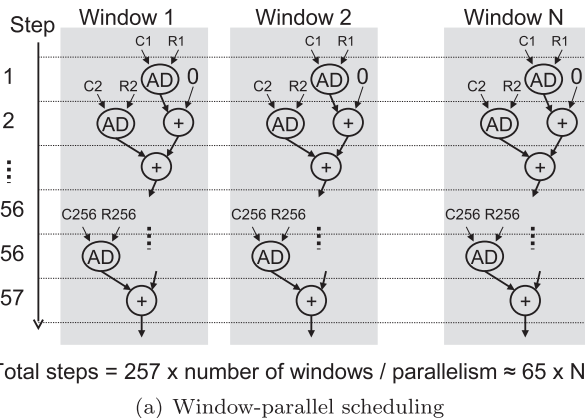 Window 1 Window 2 Window N
Step
C1 R1 C1 R1 C1 R1
1 AD 0 AD 0 AD 0
C2 R2 C2 R2 C2 R2
2 AD + AD + AD +
+ + +
56
C256 R256 C256 R256 C256 R256
56 AD AD AD
57 + + +
Total steps = 257 x number of windows / parallelism ≈ 65 x N
(a) Window-parallel scheduling